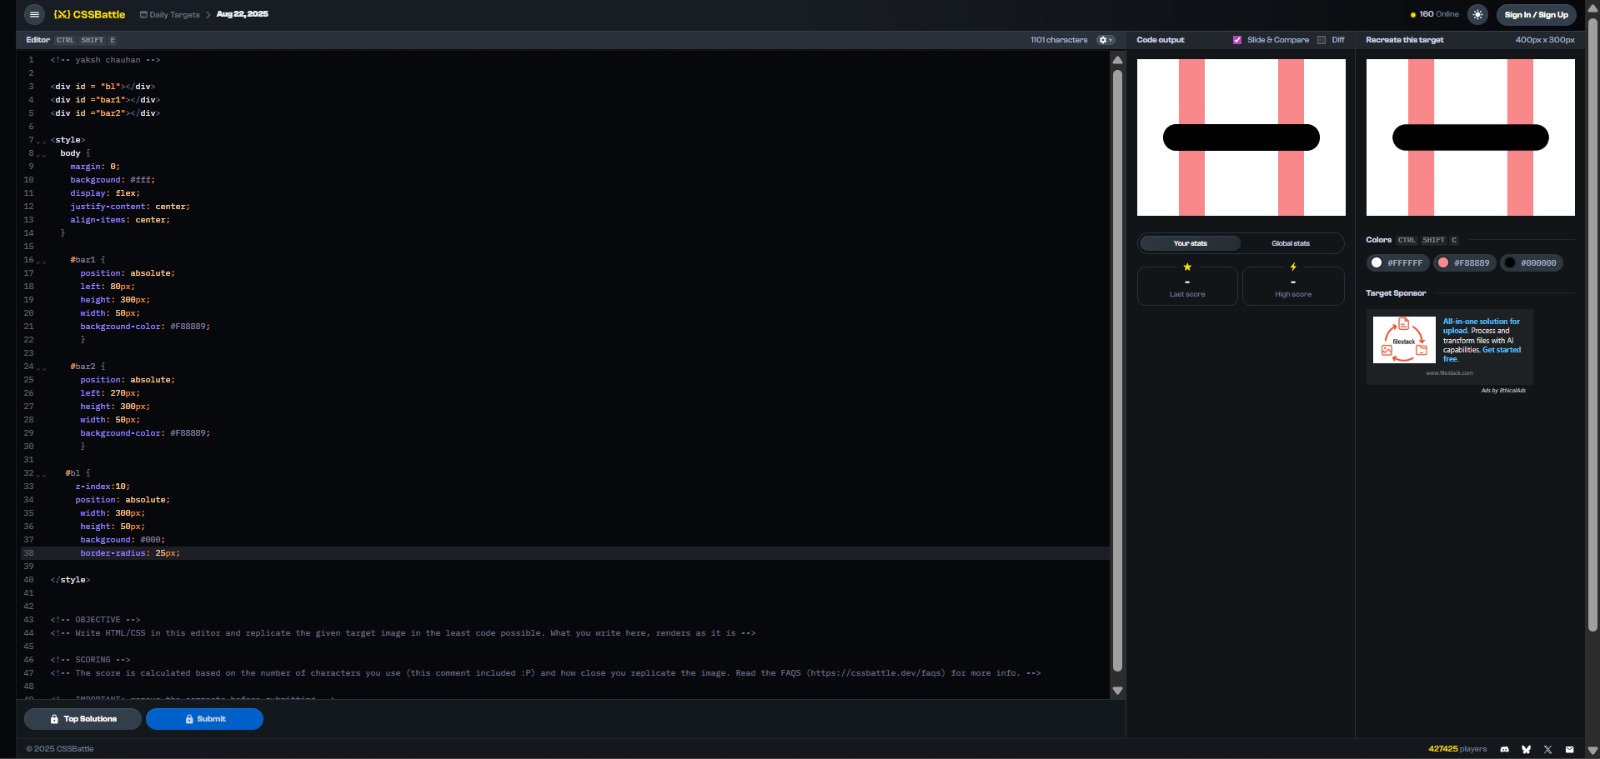 {X} CSSBattle
Daily Targets > Aug 22, 2025
160 Online
Sign In / Sign Up
Editor CTRL SHIFT E
1101 characters
Code output
Slide & Compare
Diff
Recreate this target
400px x 300px
1 <!-- yaksh chauhan -->
2
3 <div id = "bl"></div>
4 <div id ="bar1"></div>
5 <div id ="bar2"></div>
6
7 <style>
8 body {
9 margin: 0;
10 background: #fff;
11 display: flex;
12 justify-content: center;
13 align-items: center;
14 }
15
16 #bar1 {
17 position: absolute;
18 left: 80px;
19 height: 300px;
20 width: 50px;
21 background-color: #F88889;
22 }
23
24 #bar2 {
25 position: absolute;
26 left: 270px;
27 height: 300px;
28 width: 50px;
29 background-color: #F88889;
30 }
31
32 #bl {
33 z-index:10;
34 position: absolute;
35 width: 300px;
36 height: 50px;
37 background: #000;
38 border-radius: 25px;
39
40 </style>
41
42
43 <!-- OBJECTIVE -->
44 <!-- Write HTML/CSS in this editor and replicate the given target image in the least code possible. What you write here, renders as it is -->
45
46 <!-- SCORING -->
47 <!-- The score is calculated based on the number of characters you use (this comment included :P) and how close you replicate the image. Read the FAQS (https://cssbattle.dev/faqs) for more info. -->
48
Your stats
Global stats
-
Last score
-
High score
Colors CTRL SHIFT C
#FFFFFF
#F88889
#000000
Target Sponsor
filestack
All-in-one solution for
upload. Process and
transform files with AI
capabilities. Get started
free.
www.filestack.com
Ads by EthicalAds
Top Solutions
Submit
© 2025 CSSBattle
427425 players